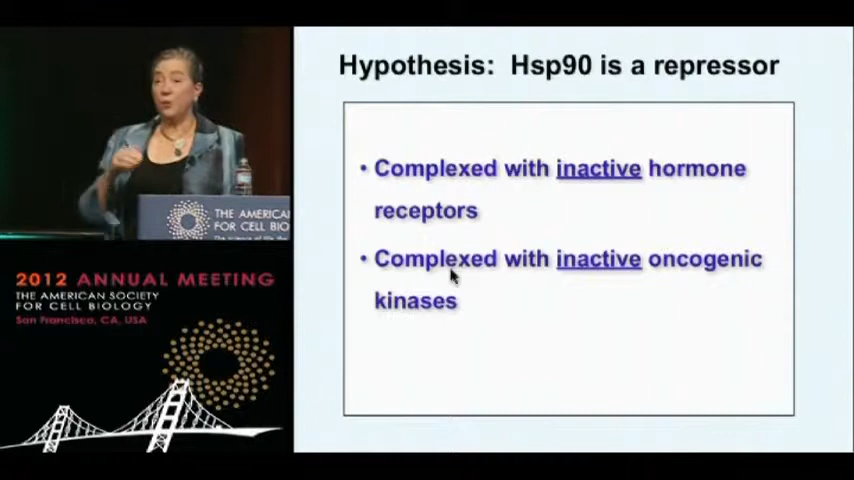 Hypothesis: Hsp90 is a repressor
• Complexed with inactive hormone
receptors
• Complexed with inactive oncogenic
kinases
THE AMERICAN
FOR CELL BIO
2012 ANNUAL MEETING
THE AMERICAN SOCIETY
FOR CELL BIOLOGY
San Francisco, CA, USA